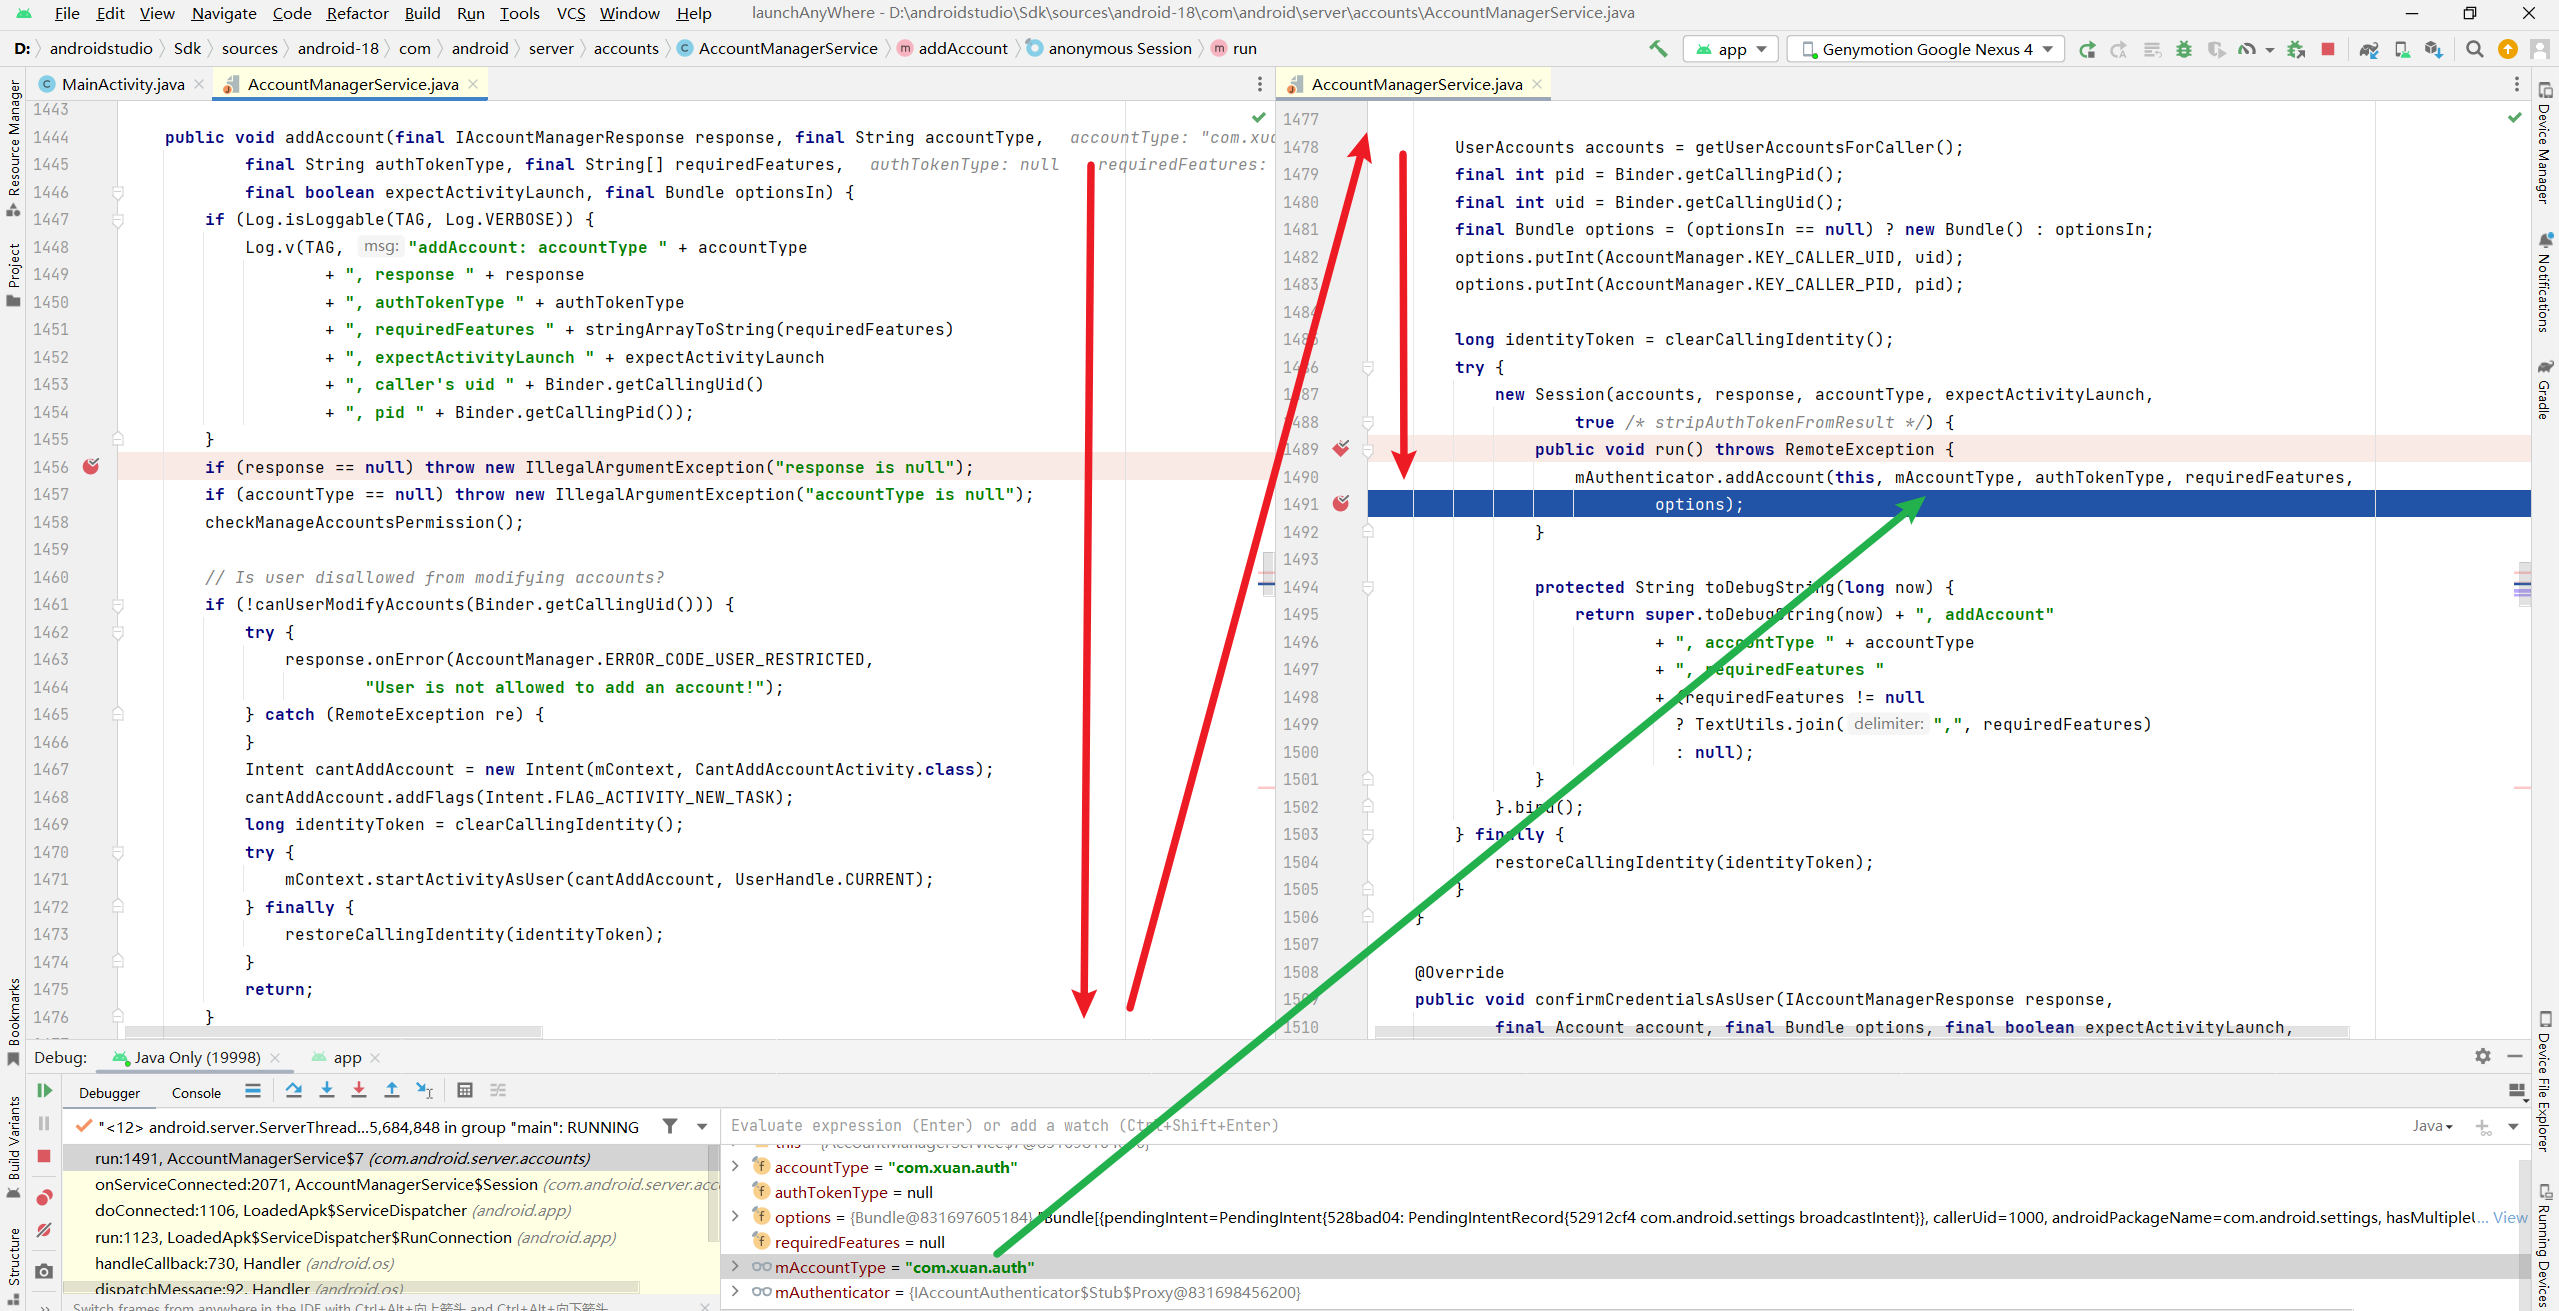 File Edit View Navigate Code Refactor Build Run Tools VCS Window Help launchAnyWhere - D:\androidstudio\Sdk\sources\android-18\com\android\server\accounts\AccountManagerService.java
D: androidstudio Sdk sources android-18 com android server accounts AccountManagerService addAccount anonymous Session run app Genymotion Google Nexus 4
MainActivity.java AccountManagerService.java
1443
1444 public void addAccount(final IAccountManagerResponse response, final String accountType, accountType: "com.xua
1445 final String authTokenType, final String[] requiredFeatures, authTokenType: null requiredFeatures:
1446 final boolean expectActivityLaunch, final Bundle optionsIn) {
1447 if (Log.isLoggable(TAG, Log.VERBOSE)) {
1448 Log.v(TAG, msg: "addAccount: accountType " + accountType
1449 + ", response " + response
1450 + ", authTokenType " + authTokenType
1451 + ", requiredFeatures " + stringArrayToString(requiredFeatures)
1452 + ", expectActivityLaunch " + expectActivityLaunch
1453 + ", caller's uid " + Binder.getCallingUid()
1454 + ", pid " + Binder.getCallingPid());
1455 }
1456 if (response == null) throw new IllegalArgumentException("response is null");
1457 if (accountType == null) throw new IllegalArgumentException("accountType is null");
1458 checkManageAccountsPermission();
1459
1460 // Is user disallowed from modifying accounts?
1461 if (!canUserModifyAccounts(Binder.getCallingUid())) {
1462 try {
1463 response.onError(AccountManager.ERROR_CODE_USER_RESTRICTED,
1464 "User is not allowed to add an account!");
1465 } catch (RemoteException re) {
1466 }
1467 Intent cantAddAccount = new Intent(mContext, CantAddAccountActivity.class);
1468 cantAddAccount.addFlags(Intent.FLAG_ACTIVITY_NEW_TASK);
1469 long identityToken = clearCallingIdentity();
1470 try {
1471 mContext.startActivityAsUser(cantAddAccount, UserHandle.CURRENT);
1472 } finally {
1473 restoreCallingIdentity(identityToken);
1474 }
1475 return;
1476 }
AccountManagerService.java
1477
1478 UserAccounts accounts = getUserAccountsForCaller();
1479 final int pid = Binder.getCallingPid();
1480 final int uid = Binder.getCallingUid();
1481 final Bundle options = (optionsIn == null) ? new Bundle() : optionsIn;
1482 options.putInt(AccountManager.KEY_CALLER_UID, uid);
1483 options.putInt(AccountManager.KEY_CALLER_PID, pid);
1484
1485 long identityToken = clearCallingIdentity();
1486 try {
1487 new Session(accounts, response, accountType, expectActivityLaunch,
1488 true /* stripAuthTokenFromResult */) {
1489 public void run() throws RemoteException {
1490 mAuthenticator.addAccount(this, mAccountType, authTokenType, requiredFeatures,
1491 options);
1492 }
1493
1494 protected String toDebugString(long now) {
1495 return super.toDebugString(now) + ", addAccount"
1496 + ", accountType " + accountType
1497 + ", requiredFeatures "
1498 + (requiredFeatures != null
1499 ? TextUtils.join( delimiter: ",", requiredFeatures)
1500 : null);
1501 }
1502 }.bind();
1503 } finally {
1504 restoreCallingIdentity(identityToken);
1505 }
1506 }
1507
1508 @Override
1509 public void confirmCredentialsAsUser(IAccountManagerResponse response,
1510 final Account account, final Bundle options, final boolean expectActivityLaunch,
Resource Manager
Project
Bookmarks
Build Variants
Structure
Device Manager
Notifications
Gradle
Device File Explorer
Running Devices
Debug: Java Only (19998) app
Debugger Console
"<12> android.server.ServerThread...5,684,848 in group "main": RUNNING
run:1491, AccountManagerService$7 (com.android.server.accounts)
onServiceConnected:2071, AccountManagerService$Session (com.android.server.acc
doConnected:1106, LoadedApk$ServiceDispatcher (android.app)
run:1123, LoadedApk$ServiceDispatcher$RunConnection (android.app)
handleCallback:730, Handler (android.os)
dispatchMessage:92, Handler (android.os)
Switch frames from anywhere in the IDE with Ctrl+Alt+向上箭头 and Ctrl+Alt+向下箭头
Evaluate expression (Enter) or add a watch (Ctrl+Shift+Enter) Java
accountType = "com.xuan.auth"
authTokenType = null
options = {Bundle@831697605184} "Bundle[{pendingIntent=PendingIntent{528bad04: PendingIntentRecord{52912cf4 com.android.settings broadcastIntent}}, callerUid=1000, androidPackageName=com.android.settings, hasMultipleU... View
requiredFeatures = null
mAccountType = "com.xuan.auth"
mAuthenticator = {IAccountAuthenticator$Stub$Proxy@831698456200}